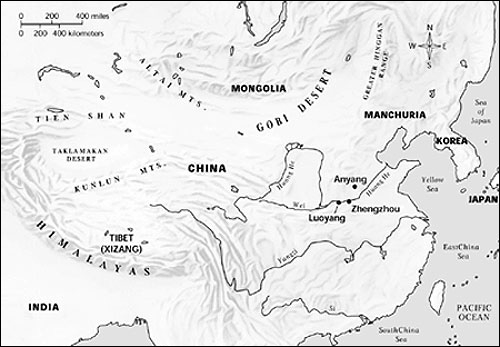 0 200 400 miles
0 200 400 kilometers
N
W E
S
ALTAI MTS.
MONGOLIA
GOBI DESERT
GREATER HINGGAN
RANGE
MANCHURIA
Sea
of
Japan
TIEN SHAN
TAKLAMAKAN
DESERT
KUNLUN MTS.
CHINA
Huang He
Huang He
KOREA
Anyang
Yellow
Sea
JAPAN
Wei
Luoyang
Zhengzhou
HIMALAYAS
TIBET
(XIZANG)
Yangzi
EastChina
Sea
INDIA
Si
PACIFIC
OCEAN
SouthChina
Sea